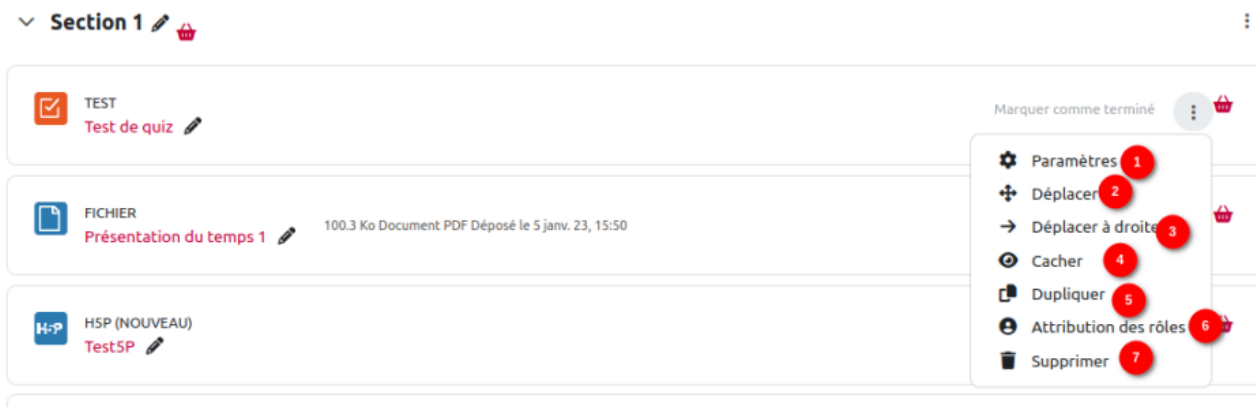 Section 1
TEST
Test de quiz
Marquer comme terminé
Paramètres 1
Déplacer 2
Déplacer à droite 3
Cacher 4
Dupliquer 5
Attribution des rôles 6
Supprimer 7
FICHIER
Présentation du temps 1
100.3 Ko Document PDF Déposé le 5 janv. 23, 15:50
H5P
H5P (NOUVEAU)
Test5P